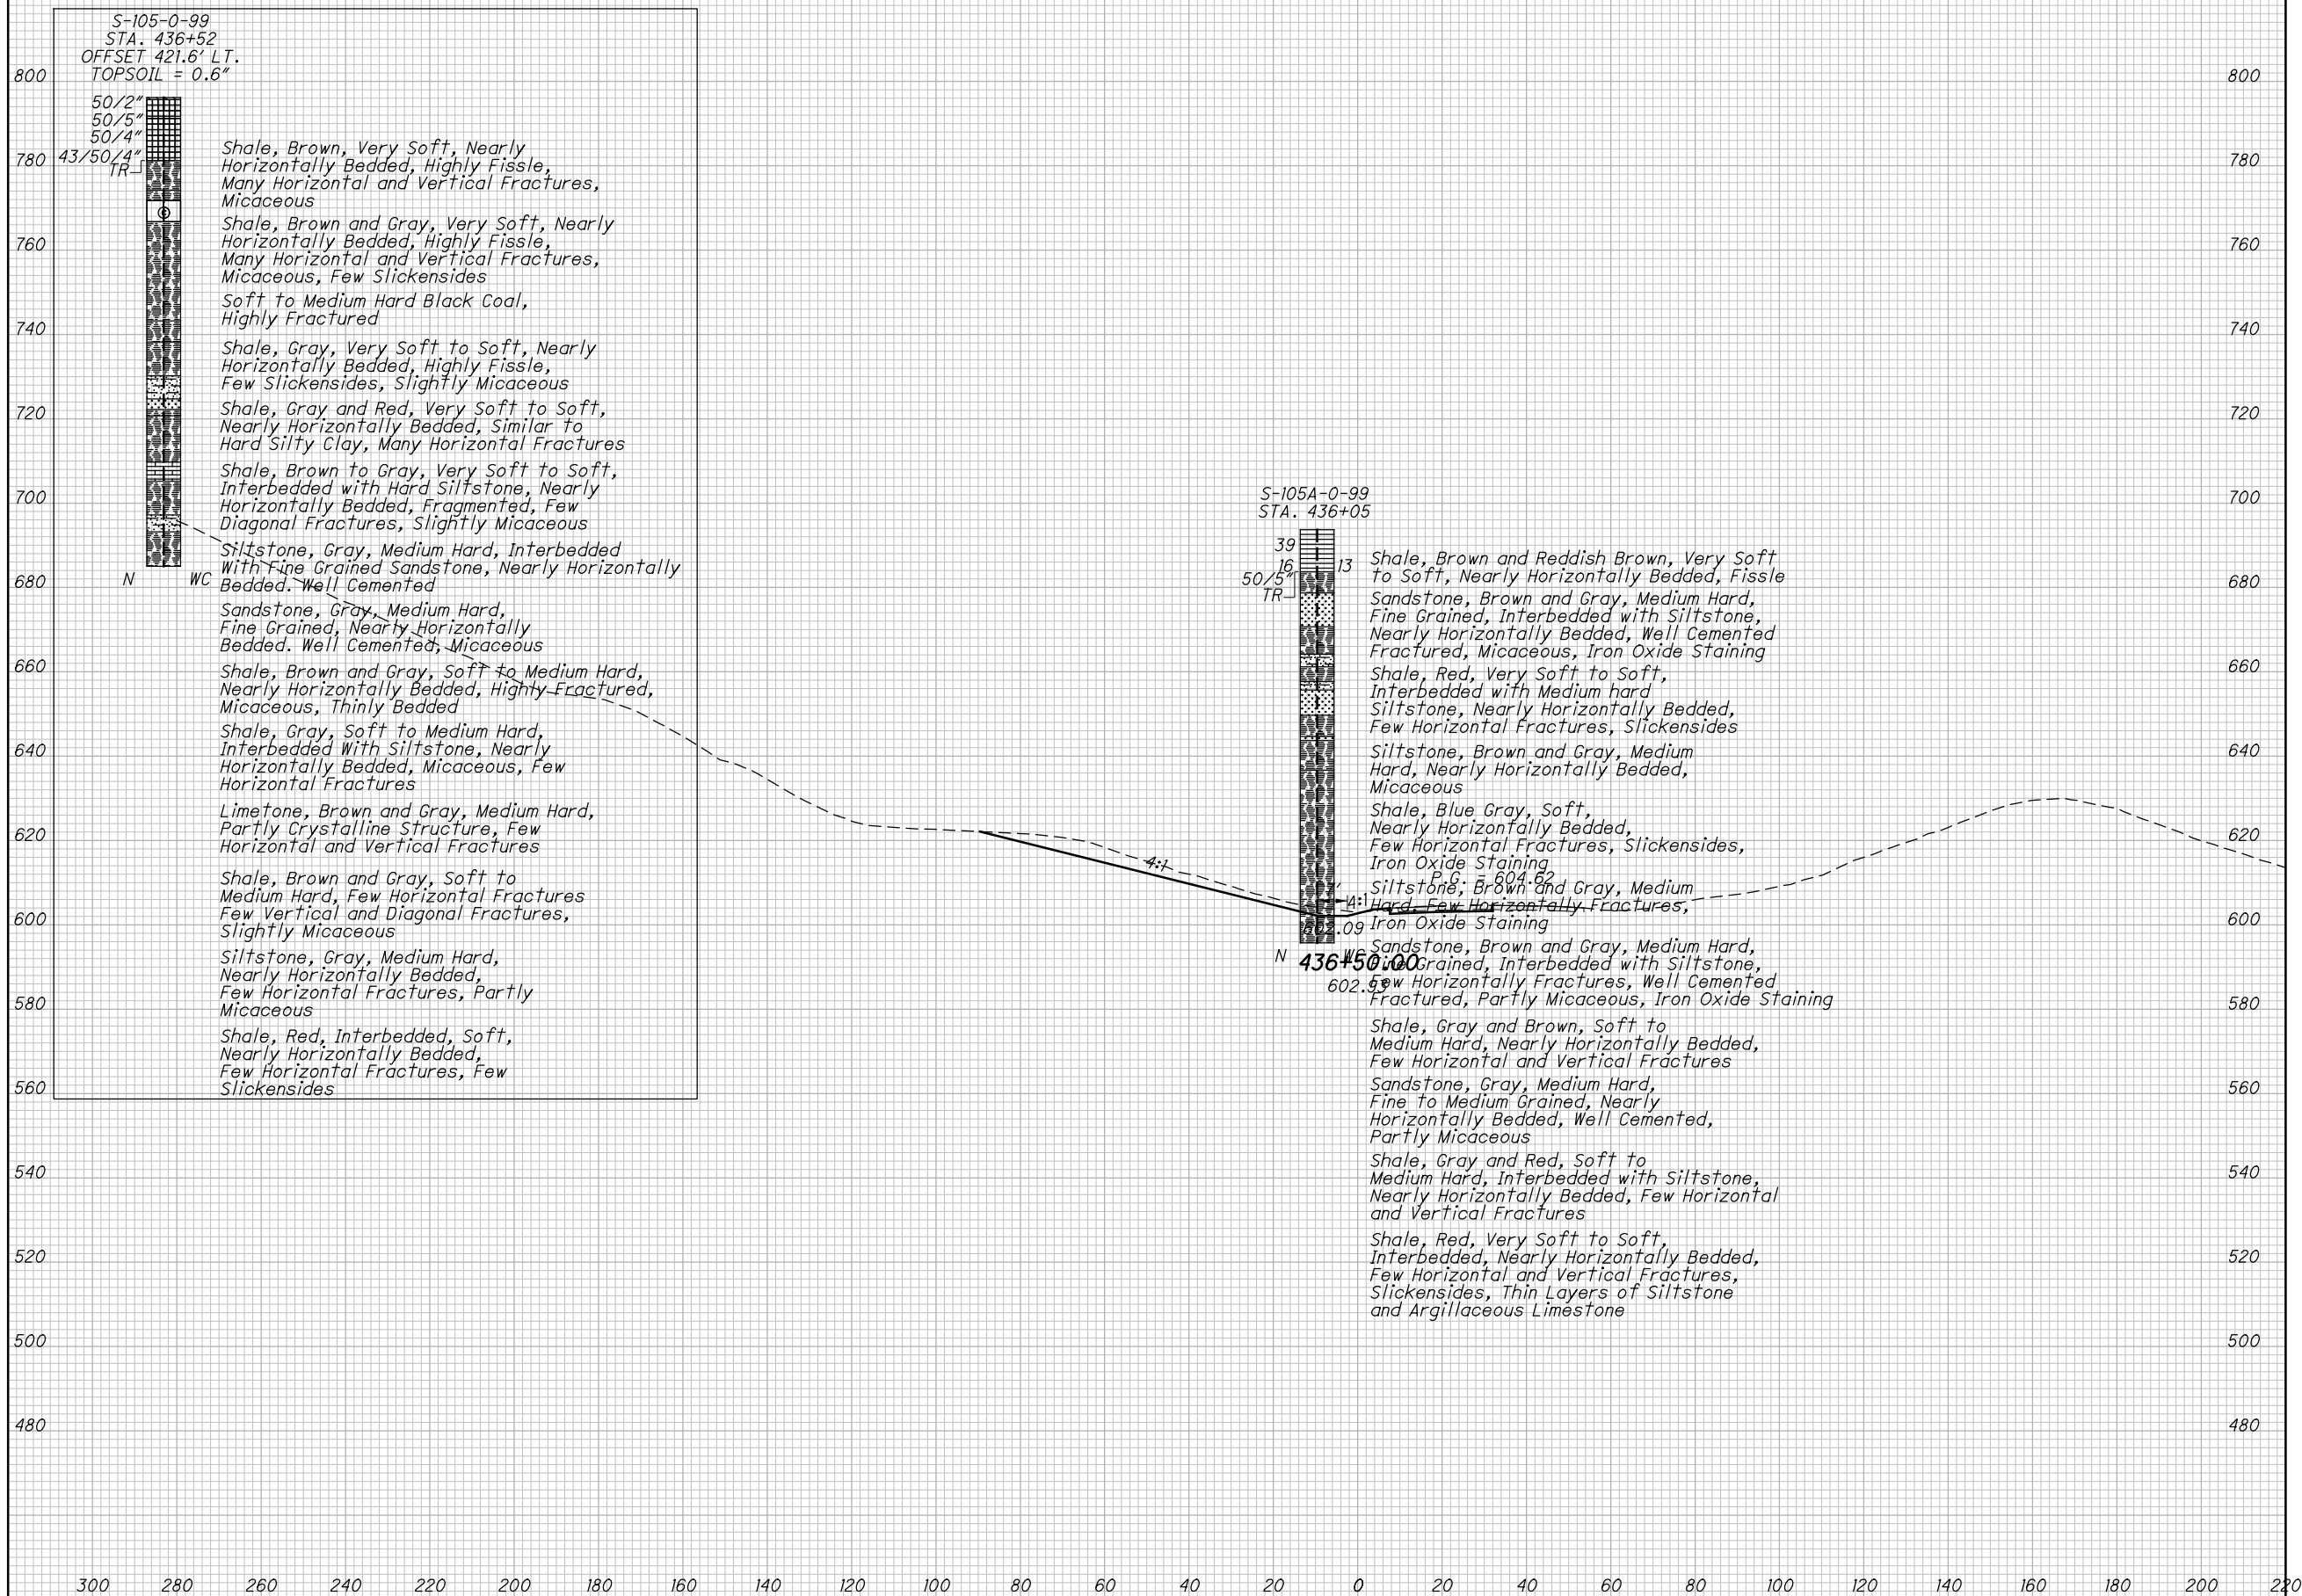 S-105-0-99
STA. 436+52
OFFSET 421.6' LT.
TOPSOIL = 0.6"
50/2"
50/5"
50/4"
43/50/4"
TR
C
N
WC
Shale, Brown, Very Soft, Nearly
Horizontally Bedded, Highly Fissle,
Many Horizontal and Vertical Fractures,
Micaceous
Shale, Brown and Gray, Very Soft, Nearly
Horizontally Bedded, Highly Fissle,
Many Horizontal and Vertical Fractures,
Micaceous, Few Slickensides
Soft to Medium Hard Black Coal,
Highly Fractured
Shale, Gray, Very Soft to Soft, Nearly
Horizontally Bedded, Highly Fissle,
Few Slickensides, Slightly Micaceous
Shale, Gray and Red, Very Soft to Soft,
Nearly Horizontally Bedded, Similar to
Hard Silty Clay, Many Horizontal Fractures
Shale, Brown to Gray, Very Soft to Soft,
Interbedded with Hard Siltstone, Nearly
Horizontally Bedded, Fragmented, Few
Diagonal Fractures, Slightly Micaceous
Siltstone, Gray, Medium Hard, Interbedded
With Fine Grained Sandstone, Nearly Horizontally
Bedded. Well Cemented
Sandstone, Gray, Medium Hard,
Fine Grained, Nearly Horizontally
Bedded. Well Cemented, Micaceous
Shale, Brown and Gray, Soft to Medium Hard,
Nearly Horizontally Bedded, Highly Fractured,
Micaceous, Thinly Bedded
Shale, Gray, Soft to Medium Hard,
Interbedded With Siltstone, Nearly
Horizontally Bedded, Micaceous, Few
Horizontal Fractures
Limetone, Brown and Gray, Medium Hard,
Partly Crystalline Structure, Few
Horizontal and Vertical Fractures
Shale, Brown and Gray, Soft to
Medium Hard, Few Horizontal Fractures
Few Vertical and Diagonal Fractures,
Slightly Micaceous
Siltstone, Gray, Medium Hard,
Nearly Horizontally Bedded,
Few Horizontal Fractures, Partly
Micaceous
Shale, Red, Interbedded, Soft,
Nearly Horizontally Bedded,
Few Horizontal Fractures, Few
Slickensides
S-105A-0-99
STA. 436+05
39
16
13
50/5"
TR
N
WC
Shale, Brown and Reddish Brown, Very Soft
to Soft, Nearly Horizontally Bedded, Fissle
Sandstone, Brown and Gray, Medium Hard,
Fine Grained, Interbedded with Siltstone,
Nearly Horizontally Bedded, Well Cemented
Fractured, Micaceous, Iron Oxide Staining
Shale, Red, Very Soft to Soft,
Interbedded with Medium hard
Siltstone, Nearly Horizontally Bedded,
Few Horizontal Fractures, Slickensides
Siltstone, Brown and Gray, Medium
Hard, Nearly Horizontally Bedded,
Micaceous
Shale, Blue Gray, Soft,
Nearly Horizontally Bedded,
Few Horizontal Fractures, Slickensides,
Iron Oxide Staining
P.G. = 604.62
Siltstone, Brown and Gray, Medium
Hard, Few Horizontally Fractures,
Iron Oxide Staining
Sandstone, Brown and Gray, Medium Hard,
Fine Grained, Interbedded with Siltstone,
Few Horizontally Fractures, Well Cemented
Fractured, Partly Micaceous, Iron Oxide Staining
Shale, Gray and Brown, Soft to
Medium Hard, Nearly Horizontally Bedded,
Few Horizontal and Vertical Fractures
Sandstone, Gray, Medium Hard,
Fine to Medium Grained, Nearly
Horizontally Bedded, Well Cemented,
Partly Micaceous
Shale, Gray and Red, Soft to
Medium Hard, Interbedded with Siltstone,
Nearly Horizontally Bedded, Few Horizontal
and Vertical Fractures
Shale, Red, Very Soft to Soft,
Interbedded, Nearly Horizontally Bedded,
Few Horizontal and Vertical Fractures,
Slickensides, Thin Layers of Siltstone
and Argillaceous Limestone
4:1
4:1
602.09
436+50.00
602.93
800 800
780 780
760 760
740 740
720 720
700 700
680 680
660 660
640 640
620 620
600 600
580 580
560 560
540 540
520 520
500 500
480 480
300 280 260 240 220 200 180 160 140 120 100 80 60 40 20 0 20 40 60 80 100 120 140 160 180 200 220